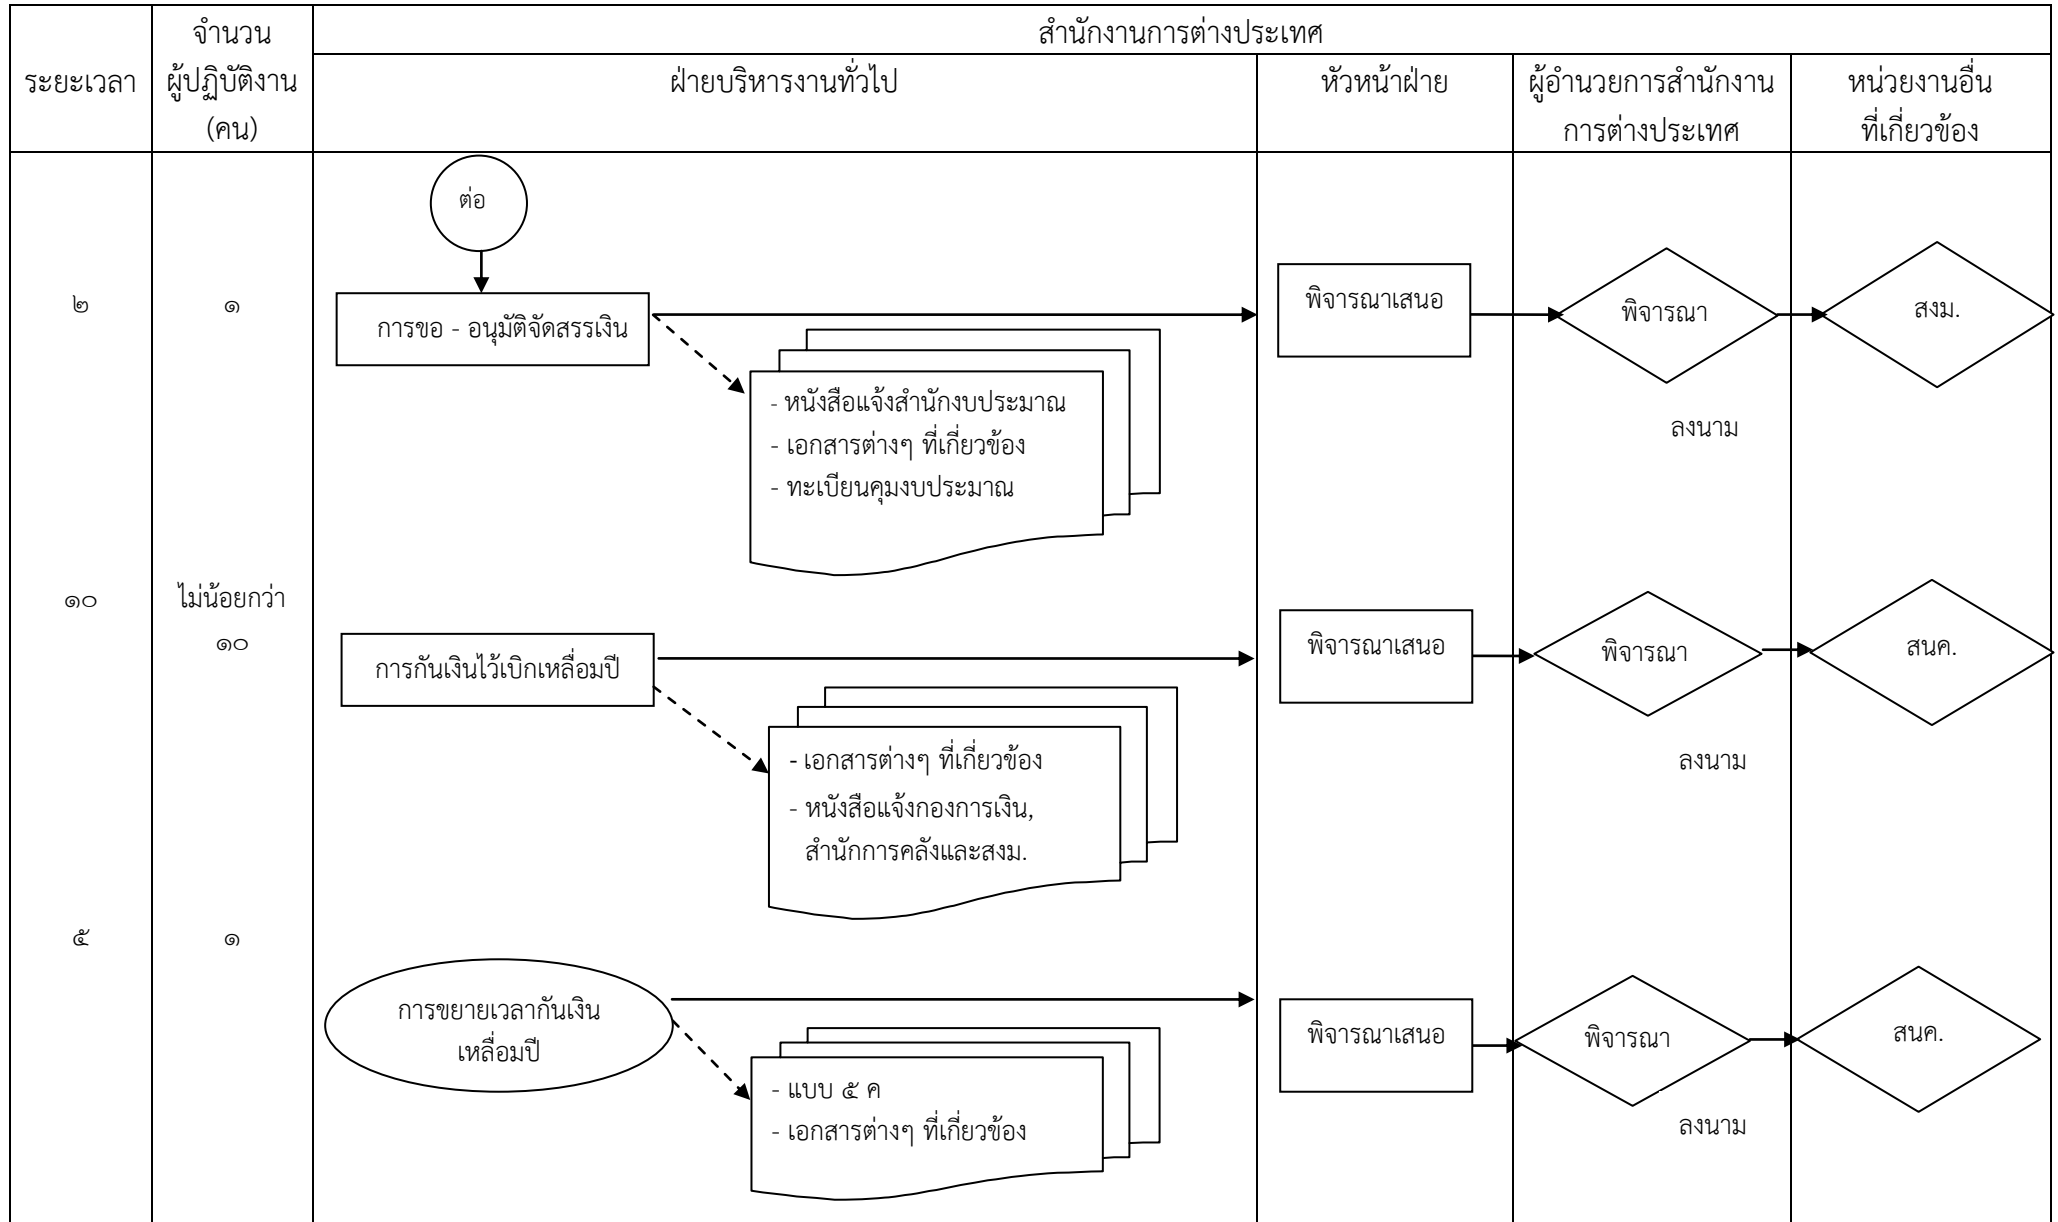 สำนักงานการต่างประเทศ
ระยะเวลา
จำนวน
ผู้ปฏิบัติงาน
(คน)
ฝ่ายบริหารงานทั่วไป
หัวหน้าฝ่าย
ผู้อำนวยการสำนักงาน
การต่างประเทศ
หน่วยงานอื่น
ที่เกี่ยวข้อง
ต่อ
๒
๑
การขอ - อนุมัติจัดสรรเงิน
พิจารณาเสนอ
พิจารณา
สงม.
- หนังสือแจ้งสำนักงบประมาณ
- เอกสารต่างๆ ที่เกี่ยวข้อง
- ทะเบียนคุมงบประมาณ
ลงนาม
๑๐
ไม่น้อยกว่า
๑๐
การกันเงินไว้เบิกเหลื่อมปี
พิจารณาเสนอ
พิจารณา
สนค.
- เอกสารต่างๆ ที่เกี่ยวข้อง
- หนังสือแจ้งกองการเงิน,
สำนักการคลังและสงม.
ลงนาม
๕
๑
การขยายเวลากันเงิน
เหลื่อมปี
พิจารณาเสนอ
พิจารณา
สนค.
- แบบ ๕ ค
- เอกสารต่างๆ ที่เกี่ยวข้อง
ลงนาม